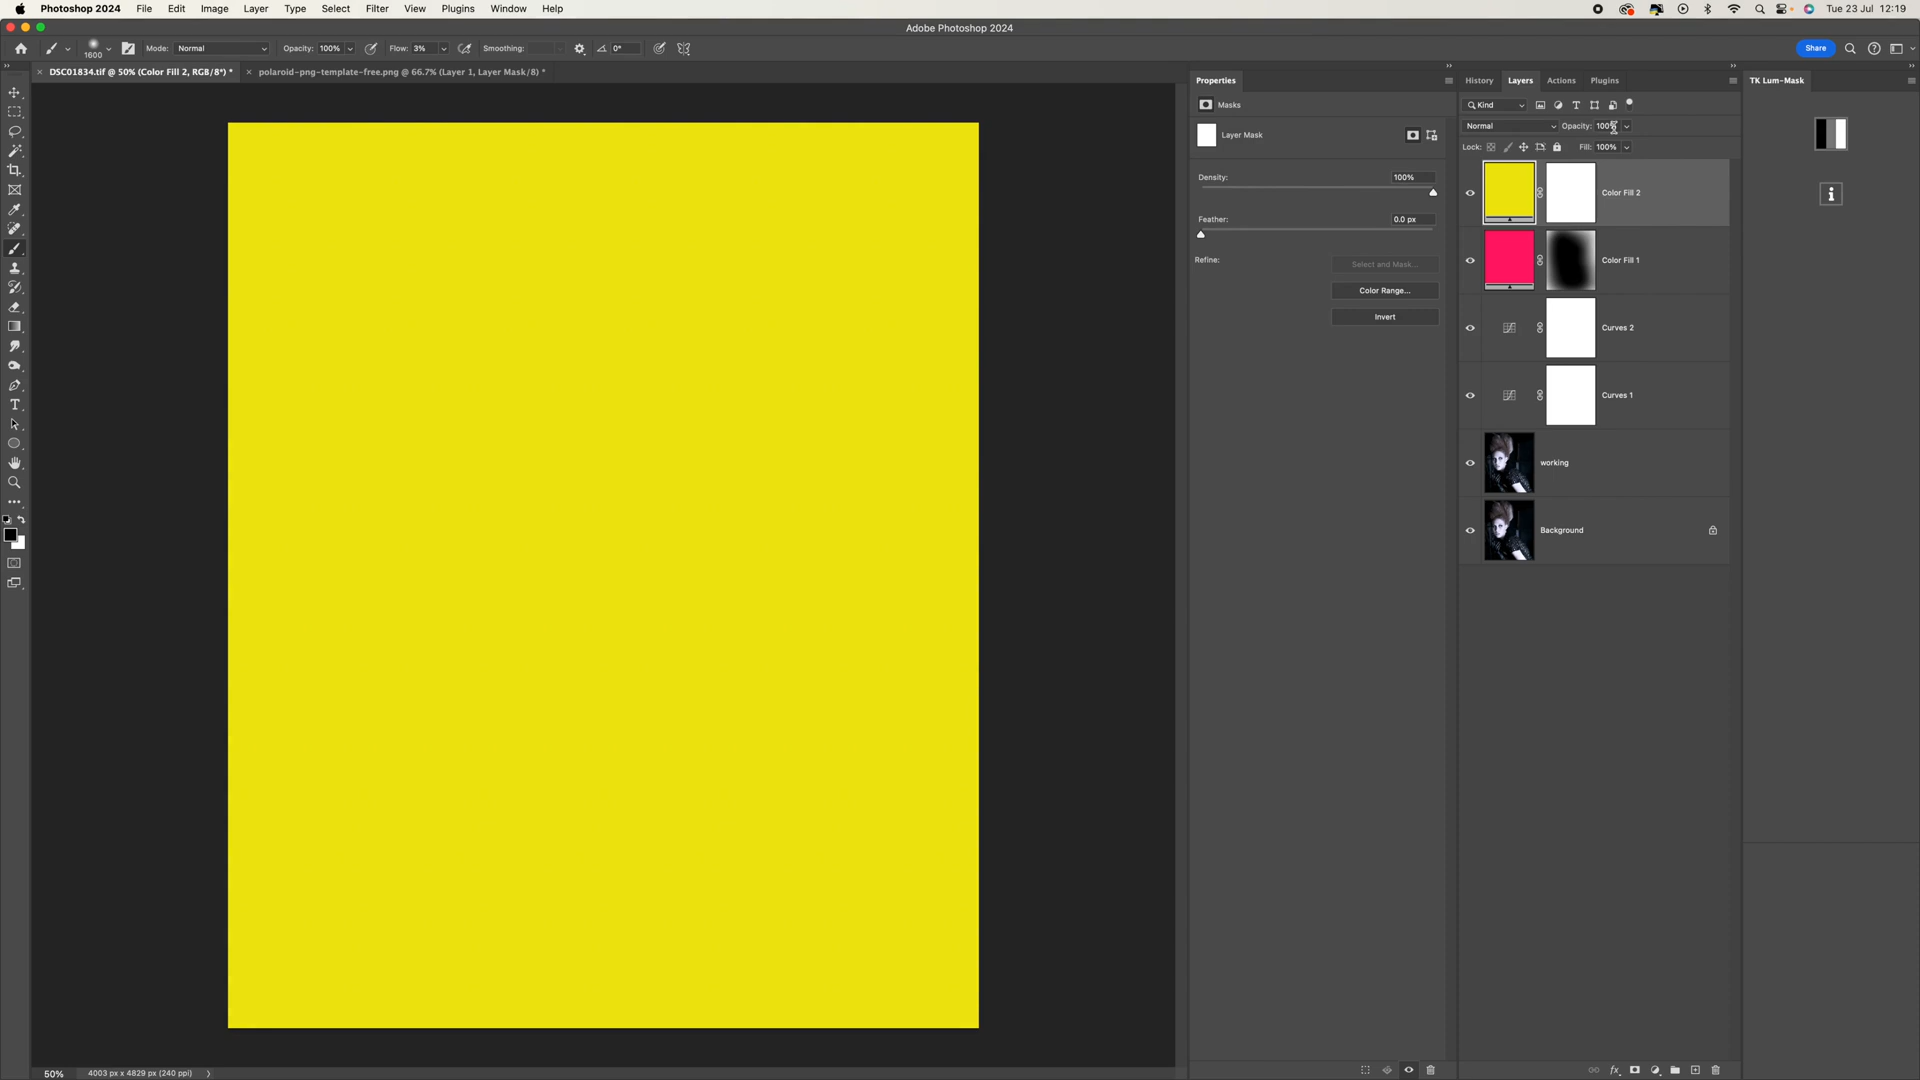 Photoshop 2024 File Edit Image Layer Type Select Filter View Plugins Window Help Tue 23 Jul 12:19
Adobe Photoshop 2024
1600 Mode: Normal Opacity: 100% Flow: 3% Smoothing: 0° Share
DSC01834.tif @ 50% (Color Fill 2, RGB/8*) * polaroid-png-template-free.png @ 66.7% (Layer 1, Layer Mask/8) *
Properties
Masks
Layer Mask
Density: 100%
Feather: 0.0 px
Refine: Select and Mask...
Color Range...
Invert
History Layers Actions Plugins
Kind
Normal Opacity: 100%
Lock: Fill: 100%
Color Fill 2
Color Fill 1
Curves 2
Curves 1
working
Background
fx
TK Lum-Mask
50% 4003 px x 4829 px (240 ppi)